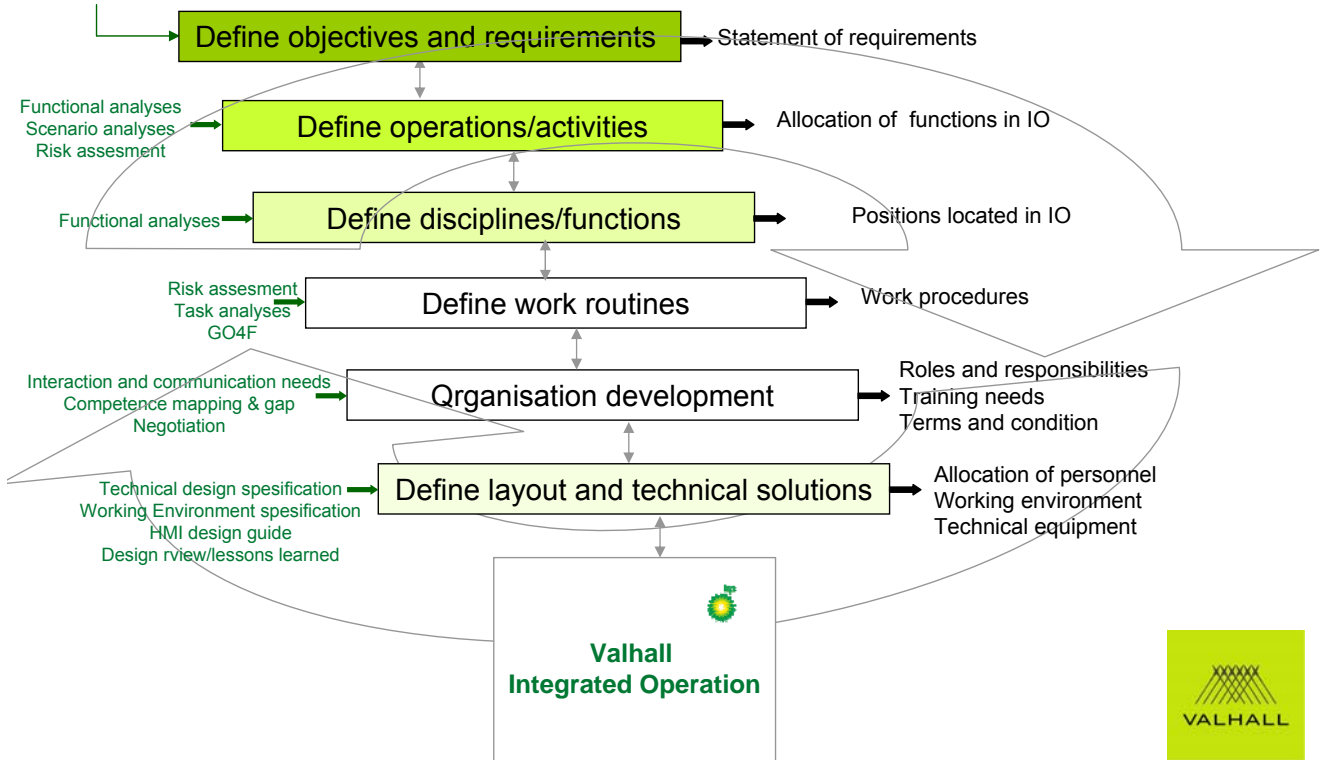 Define objectives and requirements
Statement of requirements
Functional analyses
Scenario analyses
Risk assesment
Define operations/activities
Allocation of functions in IO
Functional analyses
Define disciplines/functions
Positions located in IO
Risk assesment
Task analyses
GO4F
Define work routines
Work procedures
Interaction and communication needs
Competence mapping & gap
Negotiation
Qrganisation development
Roles and responsibilities
Training needs
Terms and condition
Technical design spesification
Working Environment spesification
HMI design guide
Design rview/lessons learned
Define layout and technical solutions
Allocation of personnel
Working environment
Technical equipment
bp
Valhall
Integrated Operation
VALHALL